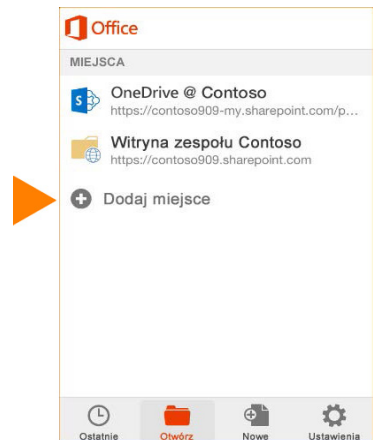 Office
MIEJSCA
OneDrive @ Contoso
https://contoso909-my.sharepoint.com/p...
Witryna zespołu Contoso
https://contoso909.sharepoint.com
Dodaj miejsce
Ostatnie Otwórz Nowe Ustawienia